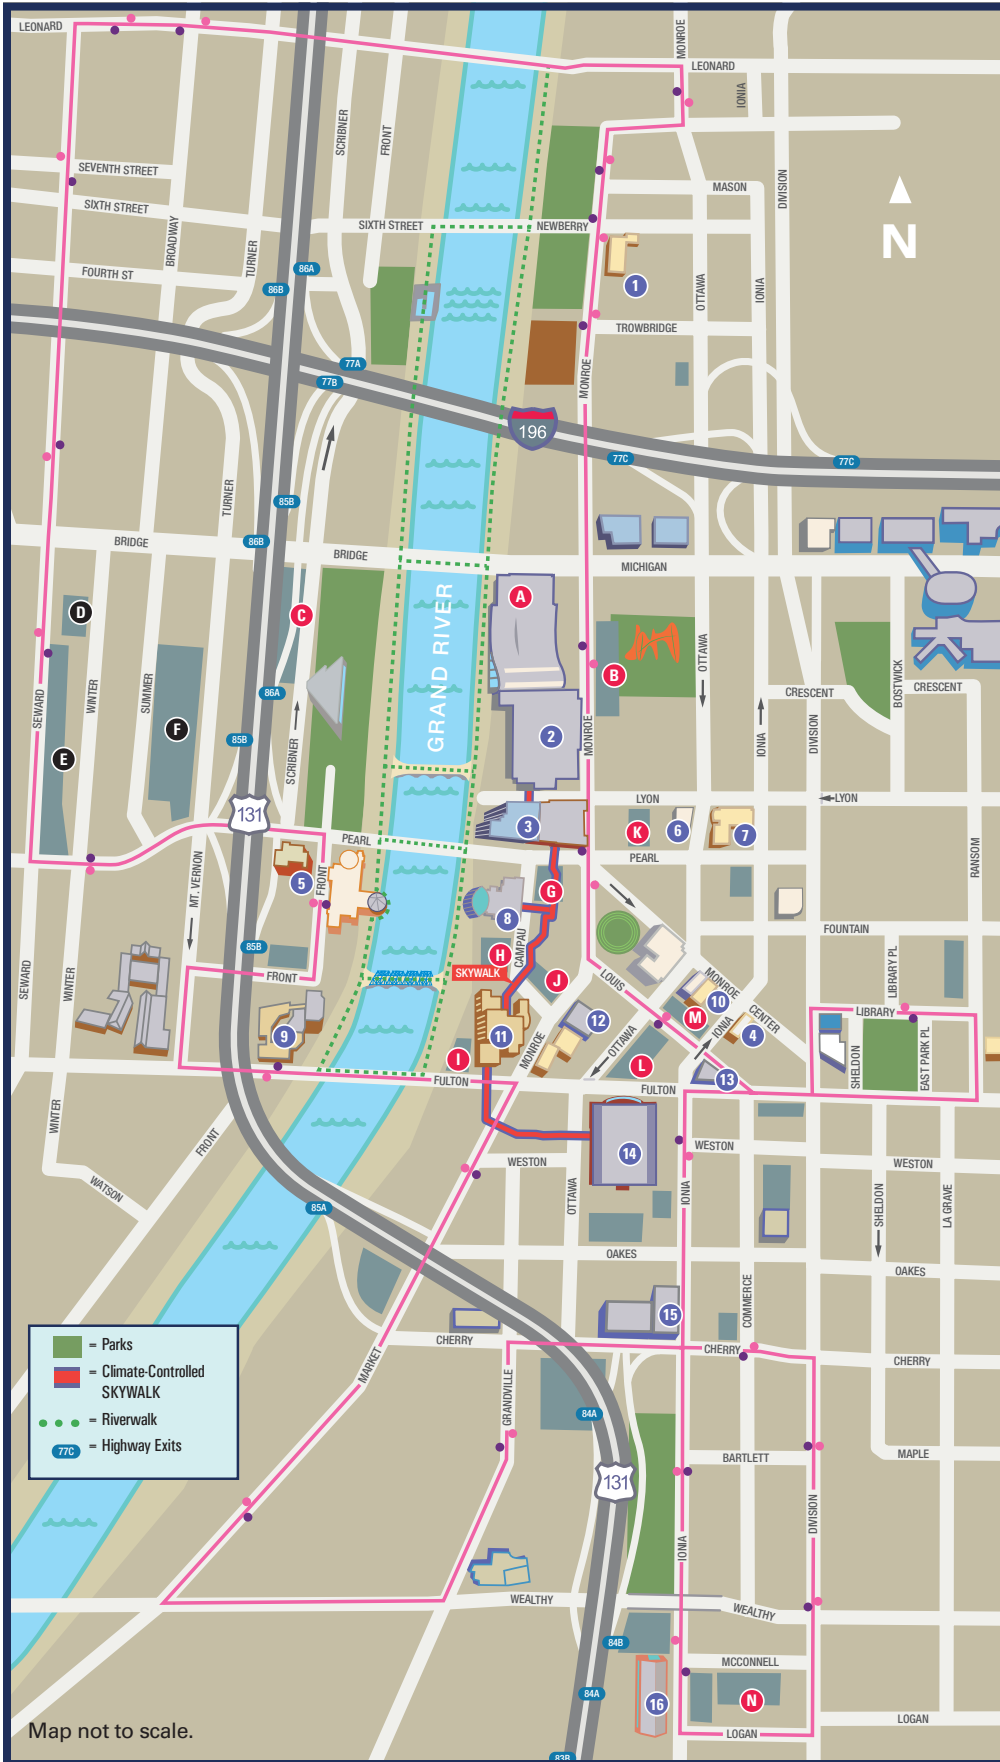 LEONARD
SCRIBNER
FRONT
MONROE
LEONARD
IONIA
DIVISION
SEVENTH STREET
SIXTH STREET
BROADWAY
TURNER
FOURTH ST
86A
86B
SIXTH STREET
NEWBERRY
MASON
N
1
OTTAWA
IONIA
TROWBRIDGE
MONROE
77A
77B
196
77C
77C
TURNER
85B
86B
BRIDGE
BRIDGE
MICHIGAN
A
B
C
D
E
F
SEWARD
WINTER
SUMMER
86A
85B
SCRIBNER
GRAND RIVER
2
MONROE
OTTAWA
IONIA
CRESCENT
DIVISION
BOSTWICK
CRESCENT
131
LYON
LYON
3
K
6
7
PEARL
PEARL
RANSOM
MT. VERNON
5
FRONT
G
8
CAMPAU
H
SKYWALK
J
FOUNTAIN
85B
FRONT
SEWARD
WINTER
LOUIS
MONROE CENTER
10
M
IONIA
4
LIBRARY PL
LIBRARY
SHELDON
EAST PARK PL
9
11
12
MONROE
OTTAWA
I
L
13
FULTON
FULTON
WINTER
FRONT
WATSON
14
WESTON
WESTON
WESTON
OTTAWA
IONIA
SHELDON
LA GRAVE
85A
OAKES
OAKES
COMMERCE
15
CHERRY
CHERRY
CHERRY
MARKET
GRANDVILLE
84A
131
BARTLETT
MAPLE
IONIA
DIVISION
= Parks
= Climate-Controlled
SKYWALK
= Riverwalk
77C
= Highway Exits
WEALTHY
WEALTHY
84B
MCCONNELL
84A
16
N
LOGAN
LOGAN
Map not to scale.
83B